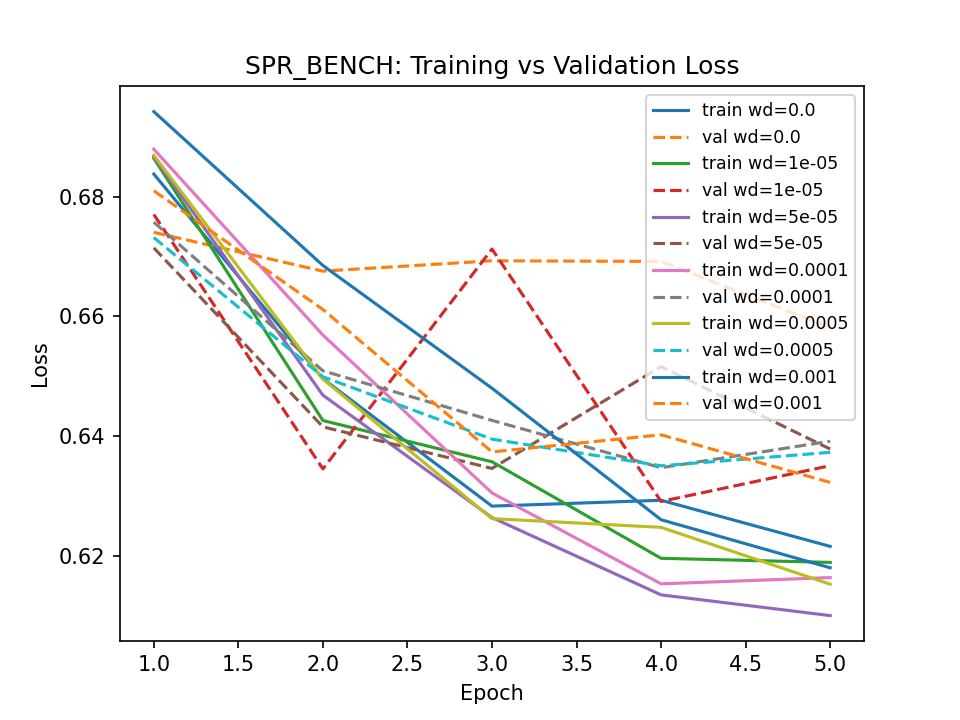 SPR_BENCH: Training vs Validation Loss
train wd=0.0
val wd=0.0
train wd=1e-05
val wd=1e-05
train wd=5e-05
val wd=5e-05
train wd=0.0001
val wd=0.0001
train wd=0.0005
val wd=0.0005
train wd=0.001
val wd=0.001
0.68
0.66
0.64
0.62
Loss
1.0 1.5 2.0 2.5 3.0 3.5 4.0 4.5 5.0
Epoch